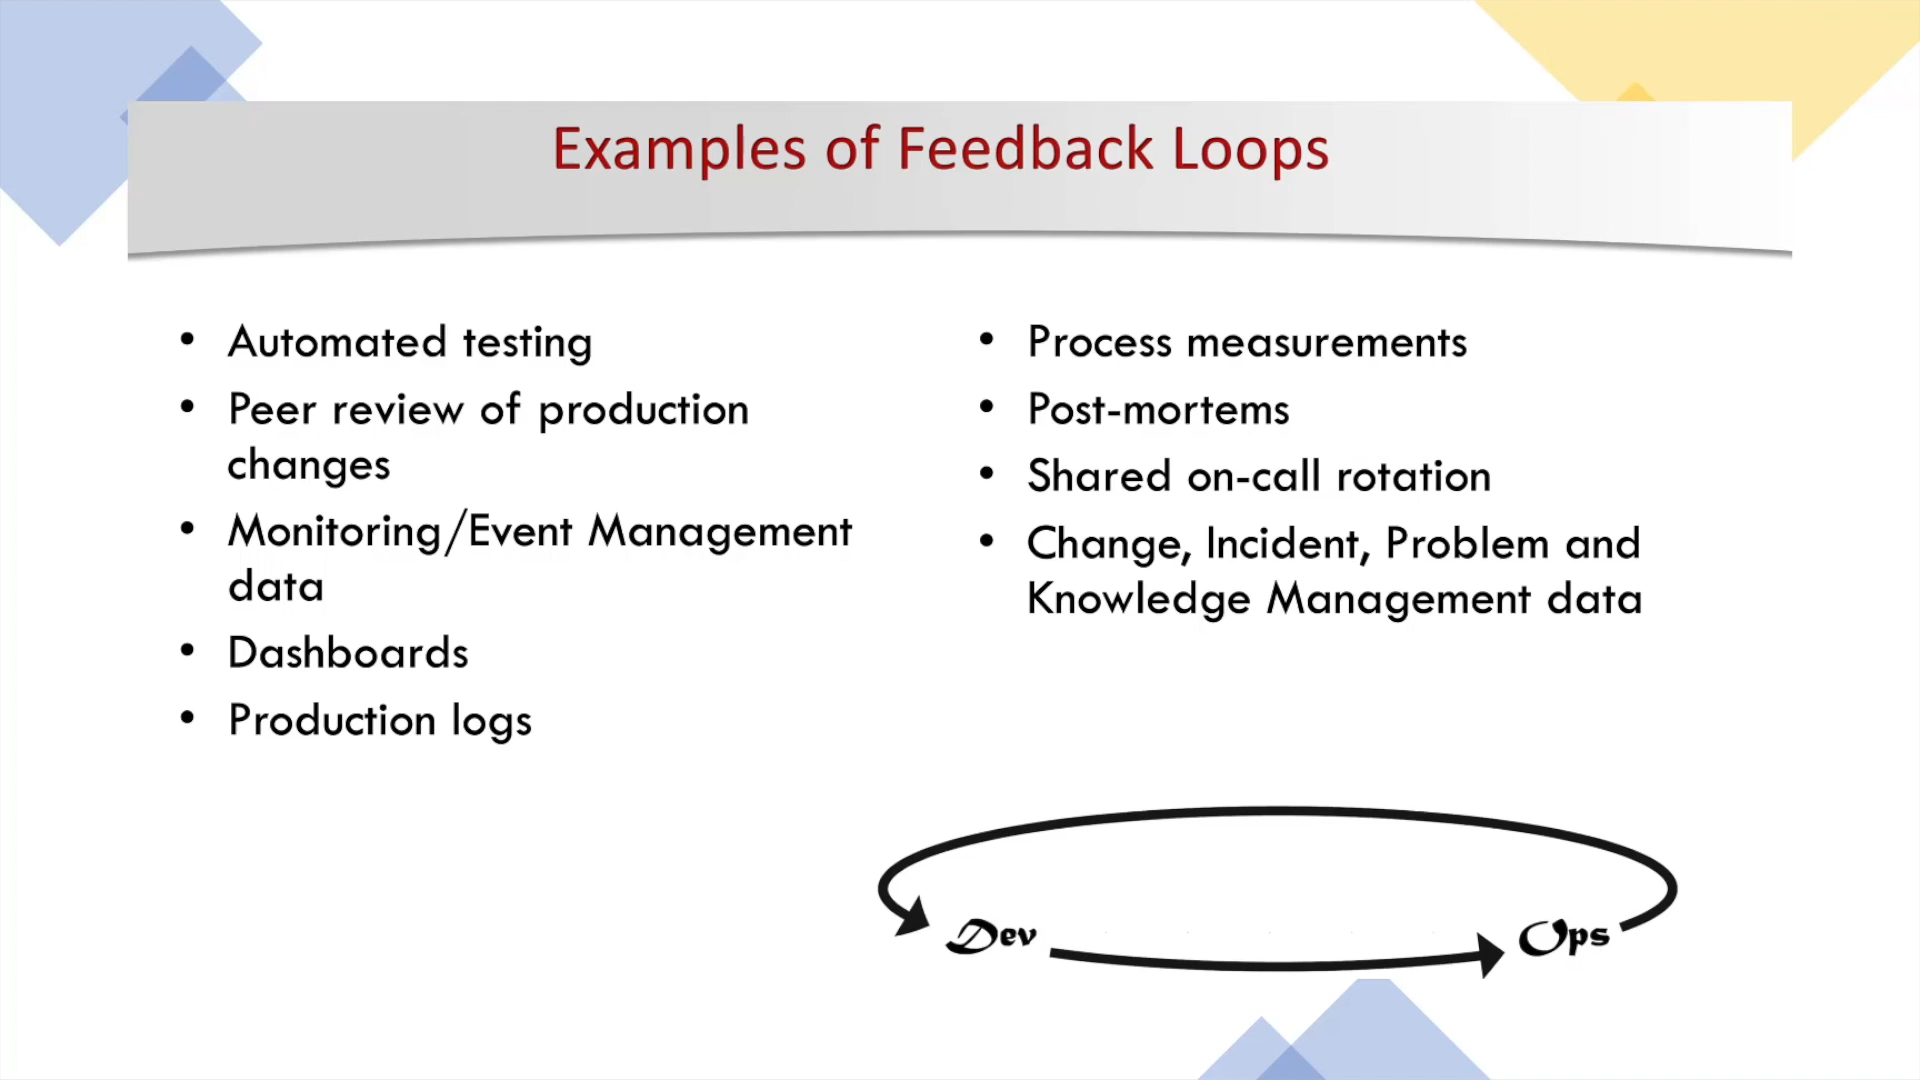 Examples of Feedback Loops
• Automated testing
• Peer review of production
changes
• Monitoring/Event Management
data
• Dashboards
• Production logs
• Process measurements
• Post-mortems
• Shared on-call rotation
• Change, Incident, Problem and
Knowledge Management data
Dev
Ops